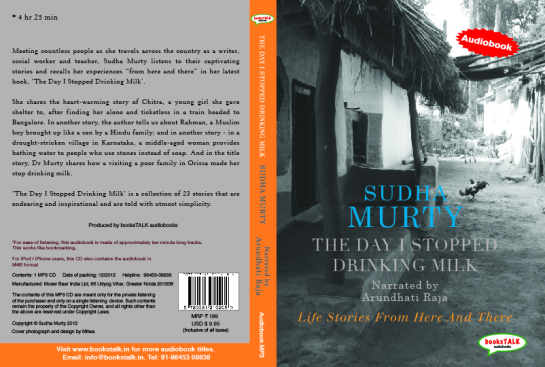 * 4 hr 25 min
Meeting countless people as she travels across the country as a writer,
social worker and teacher, Sudha Murty listens to their captivating
stories and recalls her experiences "from here and there" in her latest
book, 'The Day I Stopped Drinking Milk'.
She shares the heart-warming story of Chitra, a young girl she gave
shelter to, after finding her alone and ticketless in a train headed to
Bangalore. In another story, the author tells us about Rahman, a Muslim
boy brought up like a son by a Hindu family; and in another story - in a
drought-stricken village in Karnataka, a middle-aged woman provides
bathing water to people who use stones instead of soap. And in the title
story, Dr Murty shares how a visiting a poor family in Orissa made her
stop drinking milk.
'The Day I Stopped Drinking Milk' is a collection of 23 stories that are
endearing and inspirational and are told with utmost simplicity.
Produced by booksTALK audiobooks
*For ease of listening, this audiobook is made of approximately ten minute long tracks.
This works like bookmarking.
For iPod / iPhone users, this CD also contains the audiobook in
M4B format
Contents: 1 MP3 CD Date of packing: 12/2012 Helpline: 98453-08838
Manufactured: Moser Baer India Ltd, 66 Udyog Vihar, Greater Noida 201306
*The contents of this MP3 CD are meant only for the private listening
of the purchaser and only on a single listening device. Such contents
remain the property of the Copyright Owner, and all rights other than
the above are reserved under Copyright Laws.
Copyright © Sudha Murty 2012
Cover photograph and design by Mitwa
MRP ₹ 199
USD $ 9.95
(Inclusive of all taxes)
Visit www.bookstalk.in for more audiobook titles.
Email: info@bookstalk.in. Tel: 91-98453 08838
booksTALK
THE DAY I STOPPED DRINKING MILK SUDHA MURTY
Narrated by
Arundhati Raja
Audiobook MP3
Audiobook
SUDHA
MURTY
THE DAY I STOPPED
DRINKING MILK
Narrated by
Arundhati Raja
Life Stories From Here And There
booksTALK
audiobooks